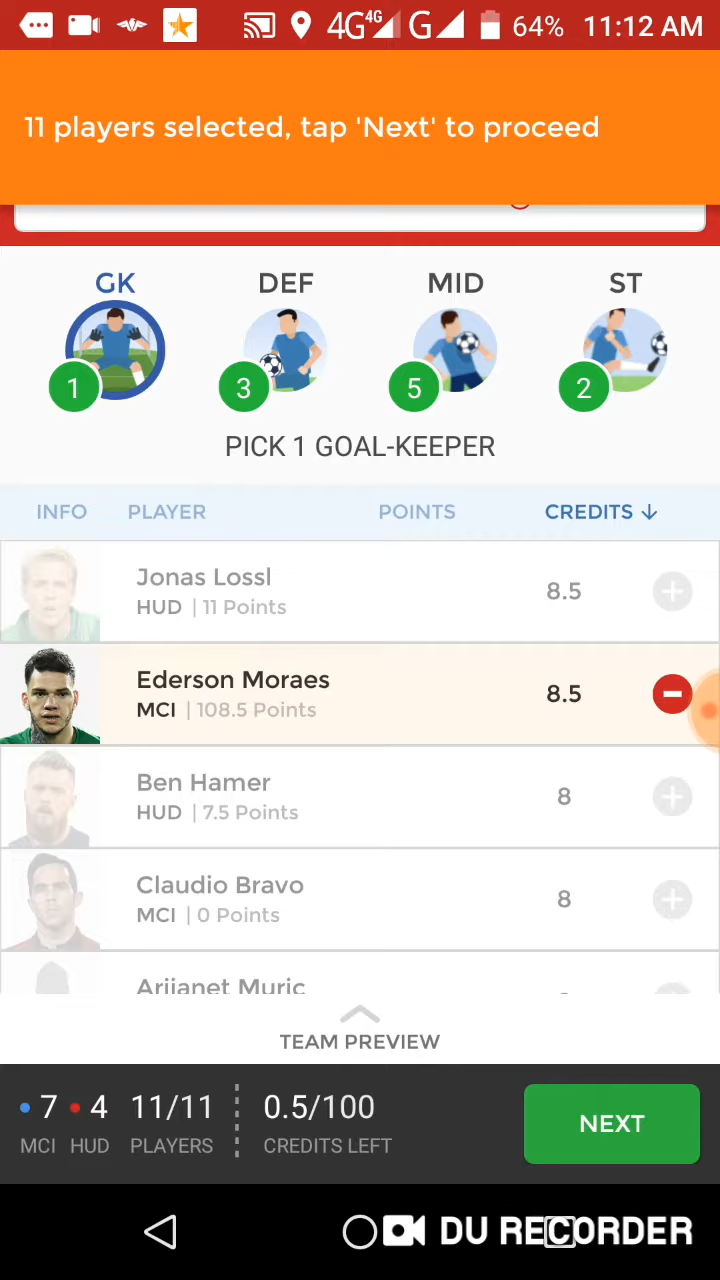 4G 4G G 64% 11:12 AM
11 players selected, tap 'Next' to proceed
GK DEF MID ST
1 3 5 2
PICK 1 GOAL-KEEPER
INFO PLAYER POINTS CREDITS ↓
Jonas Lossl
HUD | 11 Points 8.5
Ederson Moraes
MCI | 108.5 Points 8.5
Ben Hamer
HUD | 7.5 Points 8
Claudio Bravo
MCI | 0 Points 8
Arijanet Muric
TEAM PREVIEW
7 4 11/11 0.5/100
MCI HUD PLAYERS CREDITS LEFT
NEXT
DU RECORDER